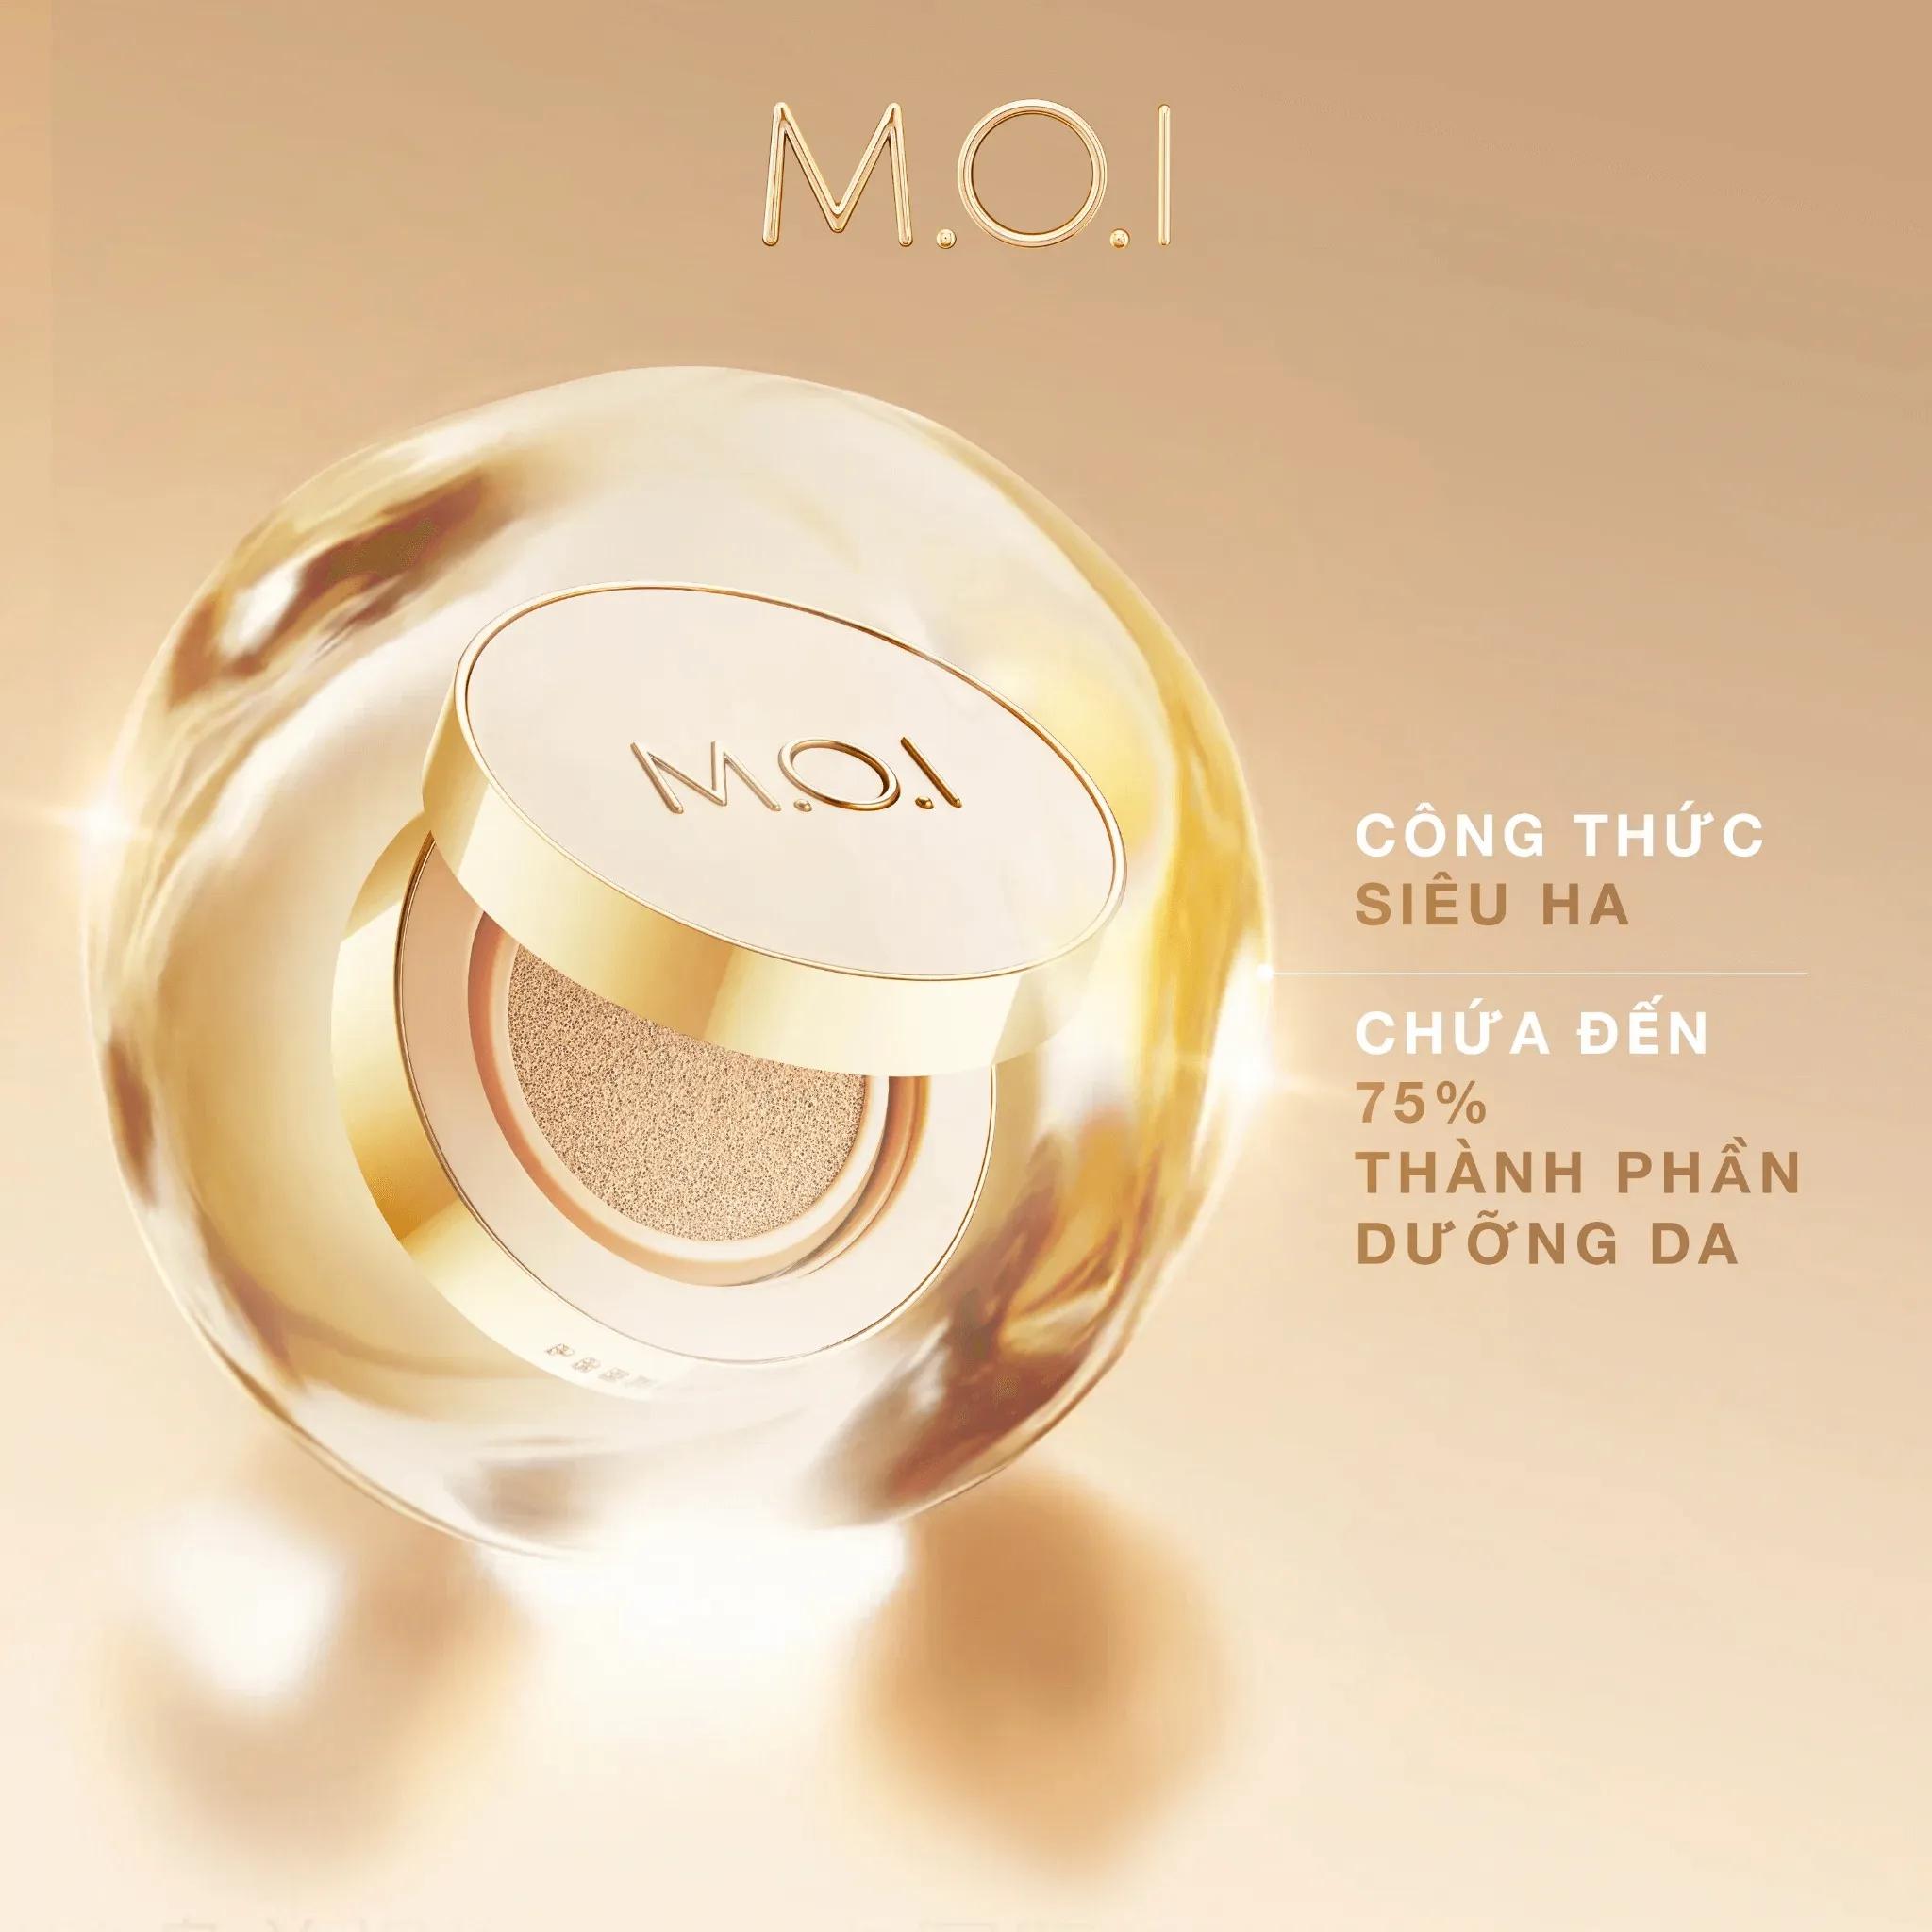 M.O.I
M.O.I
CÔNG THỨC
SIÊU HA
CHỨA ĐẾN
75%
THÀNH PHẦN
DƯỠNG DA